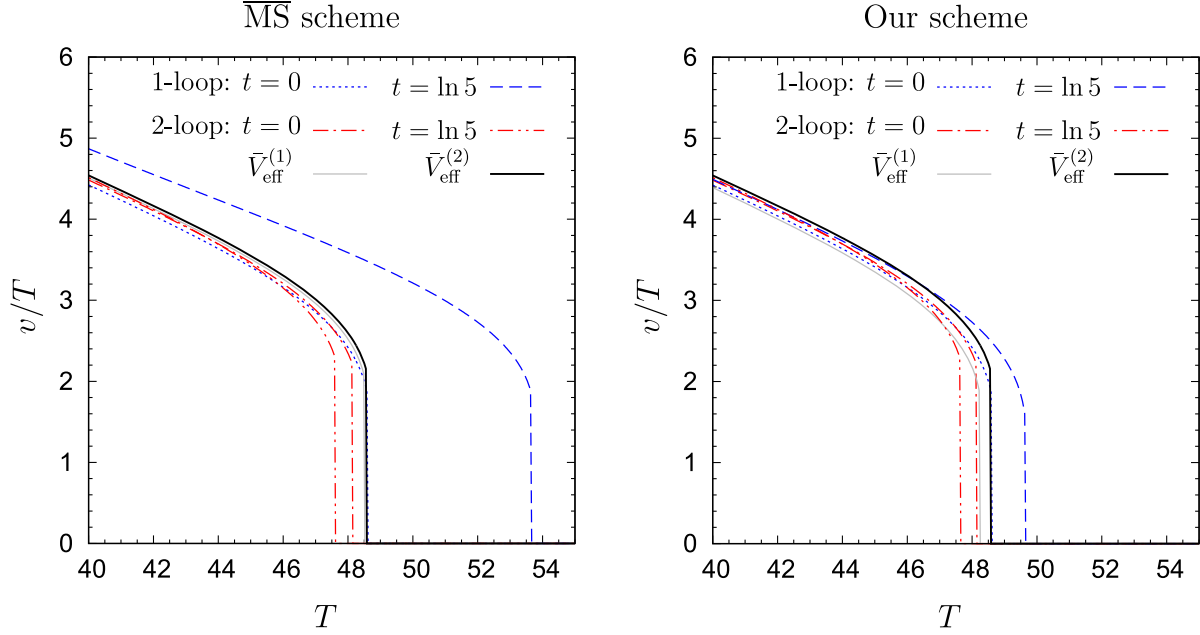 MS scheme
1-loop: t = 0
t = ln 5
2-loop: t = 0
t = ln 5
V̄eff(1)
V̄eff(2)
6
5
4
3
2
1
0
v/T
40 42 44 46 48 50 52 54
T
Our scheme
1-loop: t = 0
t = ln 5
2-loop: t = 0
t = ln 5
V̄eff(1)
V̄eff(2)
6
5
4
3
2
1
0
v/T
40 42 44 46 48 50 52 54
T